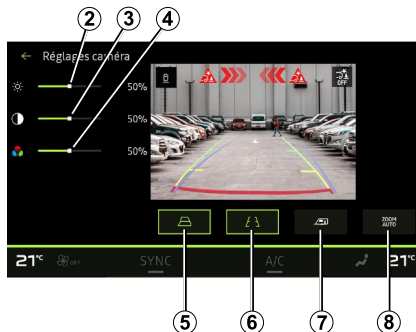 2 3 4
← Réglages caméra
50%
50%
50%
OFF
ZOOM AUTO
21°C OFF SYNC A/C 21°C
5 6 7 8